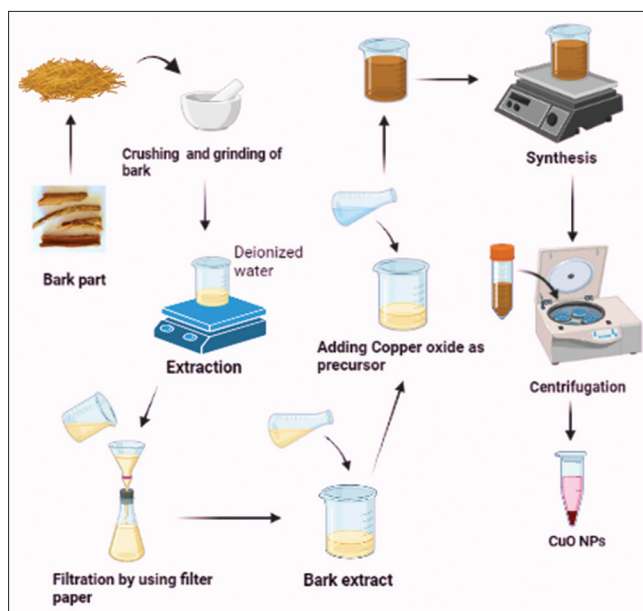 Crushing and grinding of
bark
Bark part
Deionized
water
Extraction
Filtration by using filter
paper
Bark extract
Adding Copper oxide as
precursor
Synthesis
Centrifugation
CuO NPs